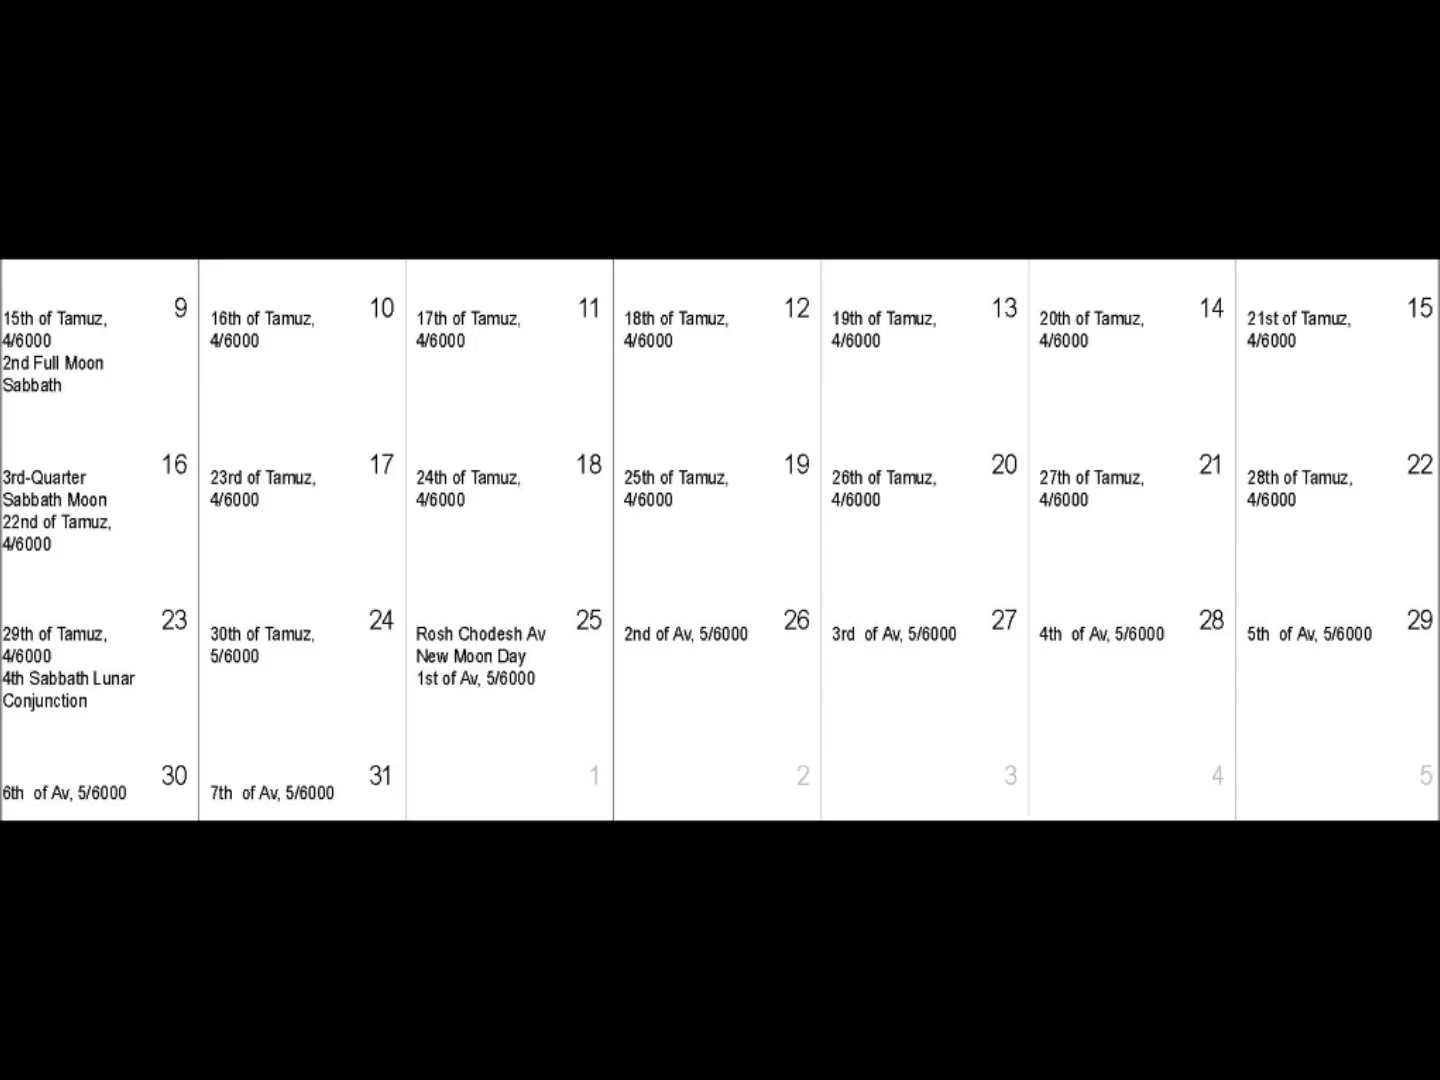 9
15th of Tamuz,
4/6000
2nd Full Moon
Sabbath
10
16th of Tamuz,
4/6000
11
17th of Tamuz,
4/6000
12
18th of Tamuz,
4/6000
13
19th of Tamuz,
4/6000
14
20th of Tamuz,
4/6000
15
21st of Tamuz,
4/6000
16
3rd-Quarter
Sabbath Moon
22nd of Tamuz,
4/6000
17
23rd of Tamuz,
4/6000
18
24th of Tamuz,
4/6000
19
25th of Tamuz,
4/6000
20
26th of Tamuz,
4/6000
21
27th of Tamuz,
4/6000
22
28th of Tamuz,
4/6000
23
29th of Tamuz,
4/6000
4th Sabbath Lunar
Conjunction
24
30th of Tamuz,
5/6000
25
Rosh Chodesh Av
New Moon Day
1st of Av, 5/6000
26
2nd of Av, 5/6000
27
3rd  of Av, 5/6000
28
4th  of Av, 5/6000
29
5th  of Av, 5/6000
30
6th  of Av, 5/6000
31
7th  of Av, 5/6000
1
2
3
4
5